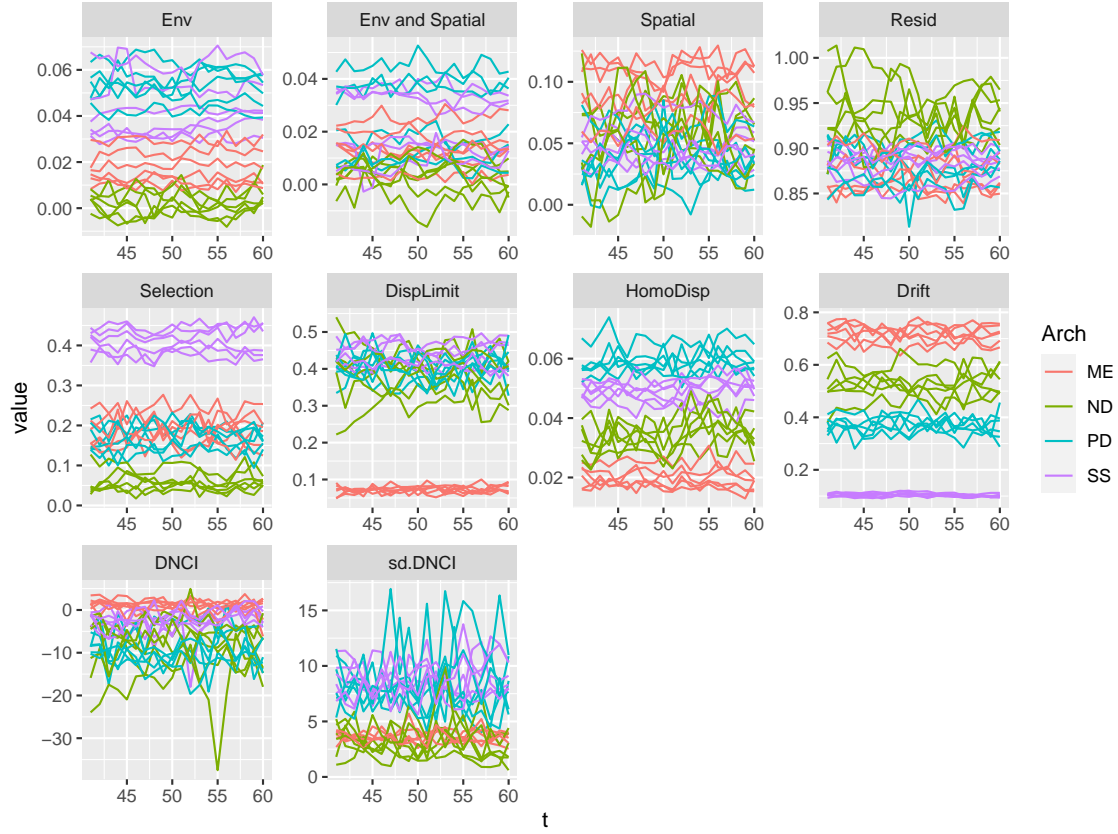 Env
Env and Spatial
Spatial
Resid
0.06
0.04
0.02
0.00
45 50 55 60
0.04
0.02
0.00
45 50 55 60
0.10
0.05
0.00
45 50 55 60
1.00
0.95
0.90
0.85
45 50 55 60
Selection
DispLimit
HomoDisp
Drift
0.4
0.3
0.2
0.1
0.0
45 50 55 60
0.5
0.4
0.3
0.2
0.1
45 50 55 60
0.06
0.04
0.02
45 50 55 60
0.8
0.6
0.4
0.2
45 50 55 60
DNCI
sd.DNCI
0
−10
−20
−30
45 50 55 60
15
10
5
0
45 50 55 60
value
t
Arch
ME
ND
PD
SS